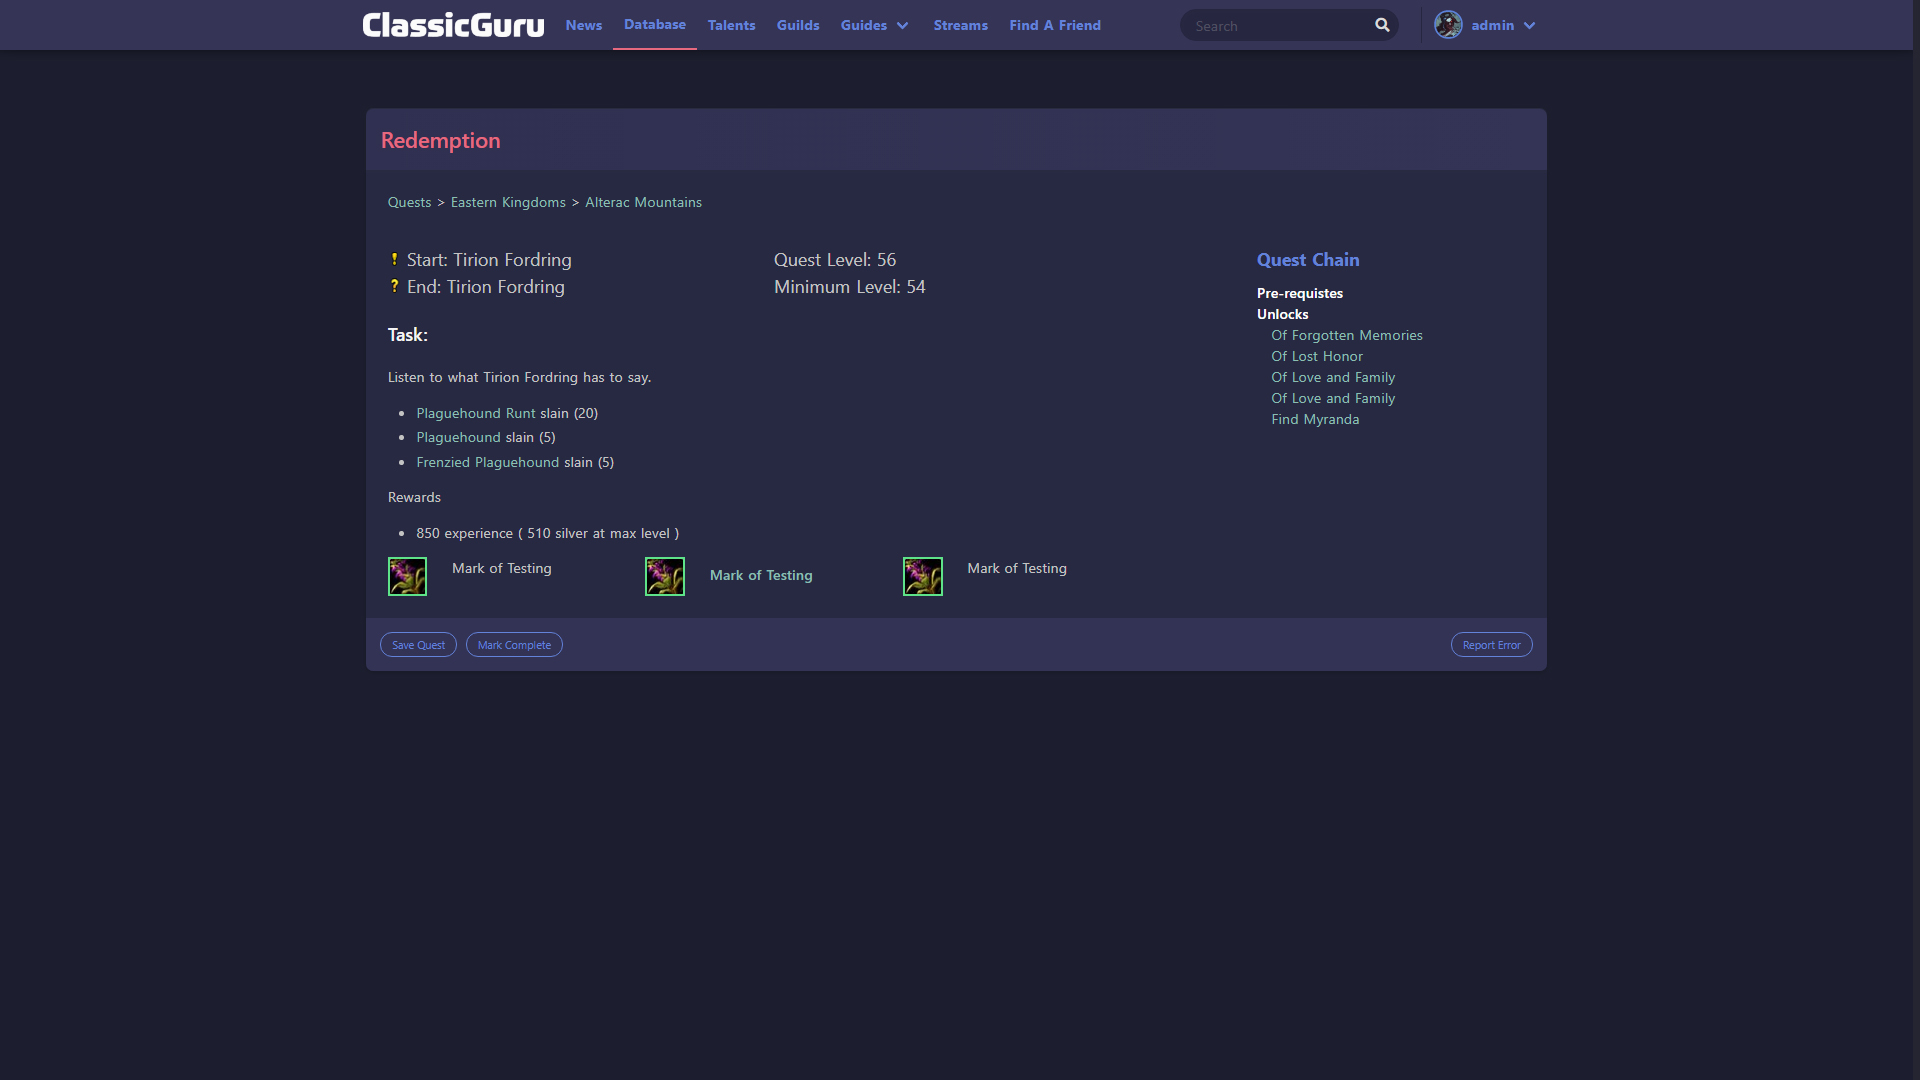 ClassicGuru News Database Talents Guilds Guides Streams Find A Friend Search admin
Redemption
Quests > Eastern Kingdoms > Alterac Mountains
Start: Tirion Fordring
End: Tirion Fordring
Quest Level: 56
Minimum Level: 54
Task:
Listen to what Tirion Fordring has to say.
Plaguehound Runt slain (20)
Plaguehound slain (5)
Frenzied Plaguehound slain (5)
Rewards
850 experience ( 510 silver at max level )
Mark of Testing
Mark of Testing
Mark of Testing
Quest Chain
Pre-requistes
Unlocks
Of Forgotten Memories
Of Lost Honor
Of Love and Family
Of Love and Family
Find Myranda
Save Quest Mark Complete Report Error